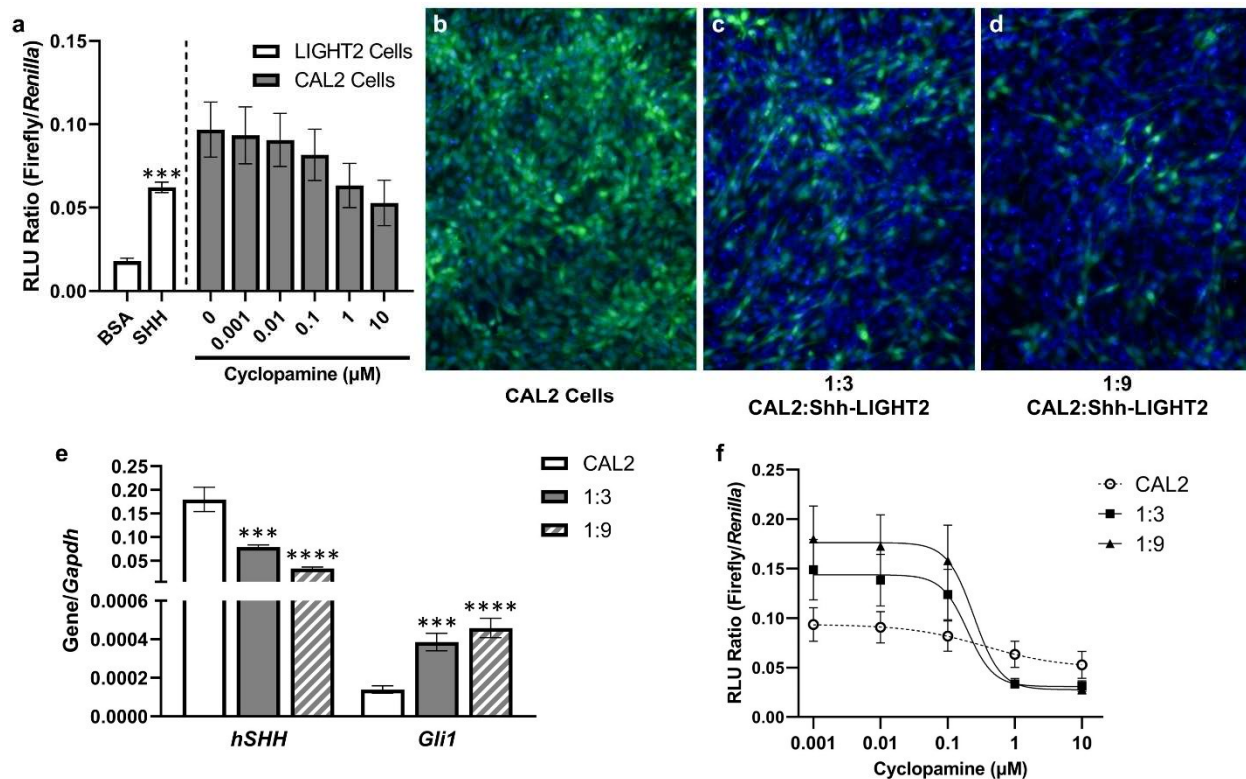 a
0.15
0.10
0.05
0.00
RLU Ratio (Firefly/Renilla)
LIGHT2 Cells
CAL2 Cells
***
BSA
SHH
0
0.001
0.01
0.1
1
10
Cyclopamine (µM)
b
CAL2 Cells
c
1:3
CAL2:Shh-LIGHT2
d
1:9
CAL2:Shh-LIGHT2
e
0.25
0.20
0.15
0.10
0.05
0.0006
0.0004
0.0002
0.0000
Gene/Gapdh
***
****
***
****
hSHH
Gli1
CAL2
1:3
1:9
f
0.25
0.20
0.15
0.10
0.05
0.00
RLU Ratio (Firefly/Renilla)
CAL2
1:3
1:9
0.001
0.01
0.1
1
10
Cyclopamine (µM)